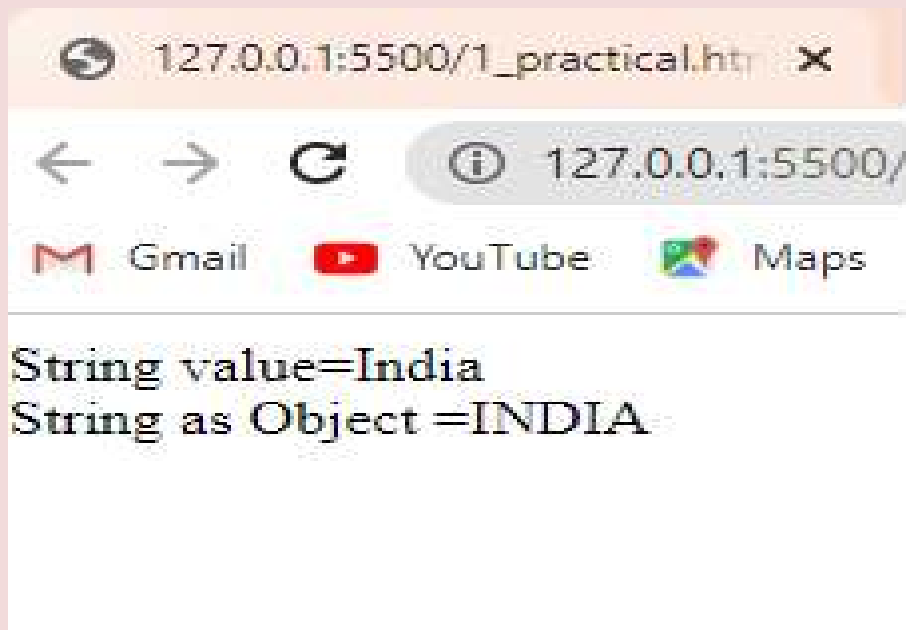 127.0.0.1:5500/1_practical.htm
127.0.0.1:5500/
Gmail YouTube Maps
String value=India
String as Object =INDIA